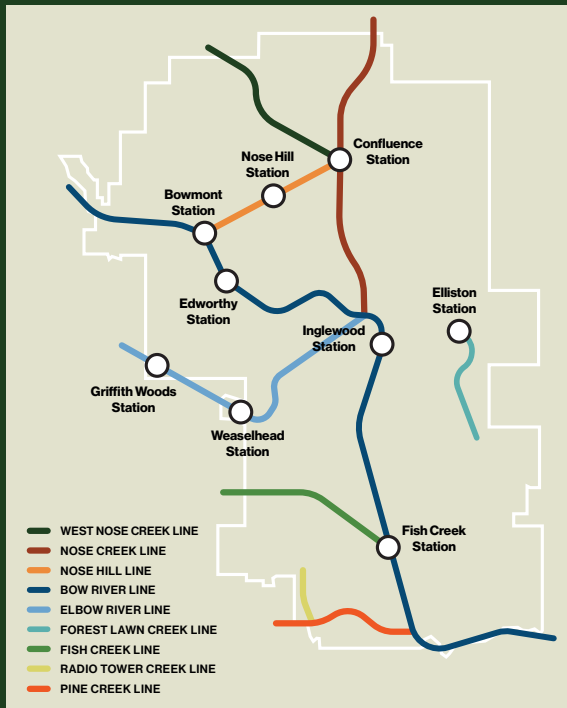 Confluence
Station
Nose Hill
Station
Bowmont
Station
Edworthy
Station
Elliston
Station
Inglewood
Station
Griffith Woods
Station
Weaselhead
Station
Fish Creek
Station
WEST NOSE CREEK LINE
NOSE CREEK LINE
NOSE HILL LINE
BOW RIVER LINE
ELBOW RIVER LINE
FOREST LAWN CREEK LINE
FISH CREEK LINE
RADIO TOWER CREEK LINE
PINE CREEK LINE